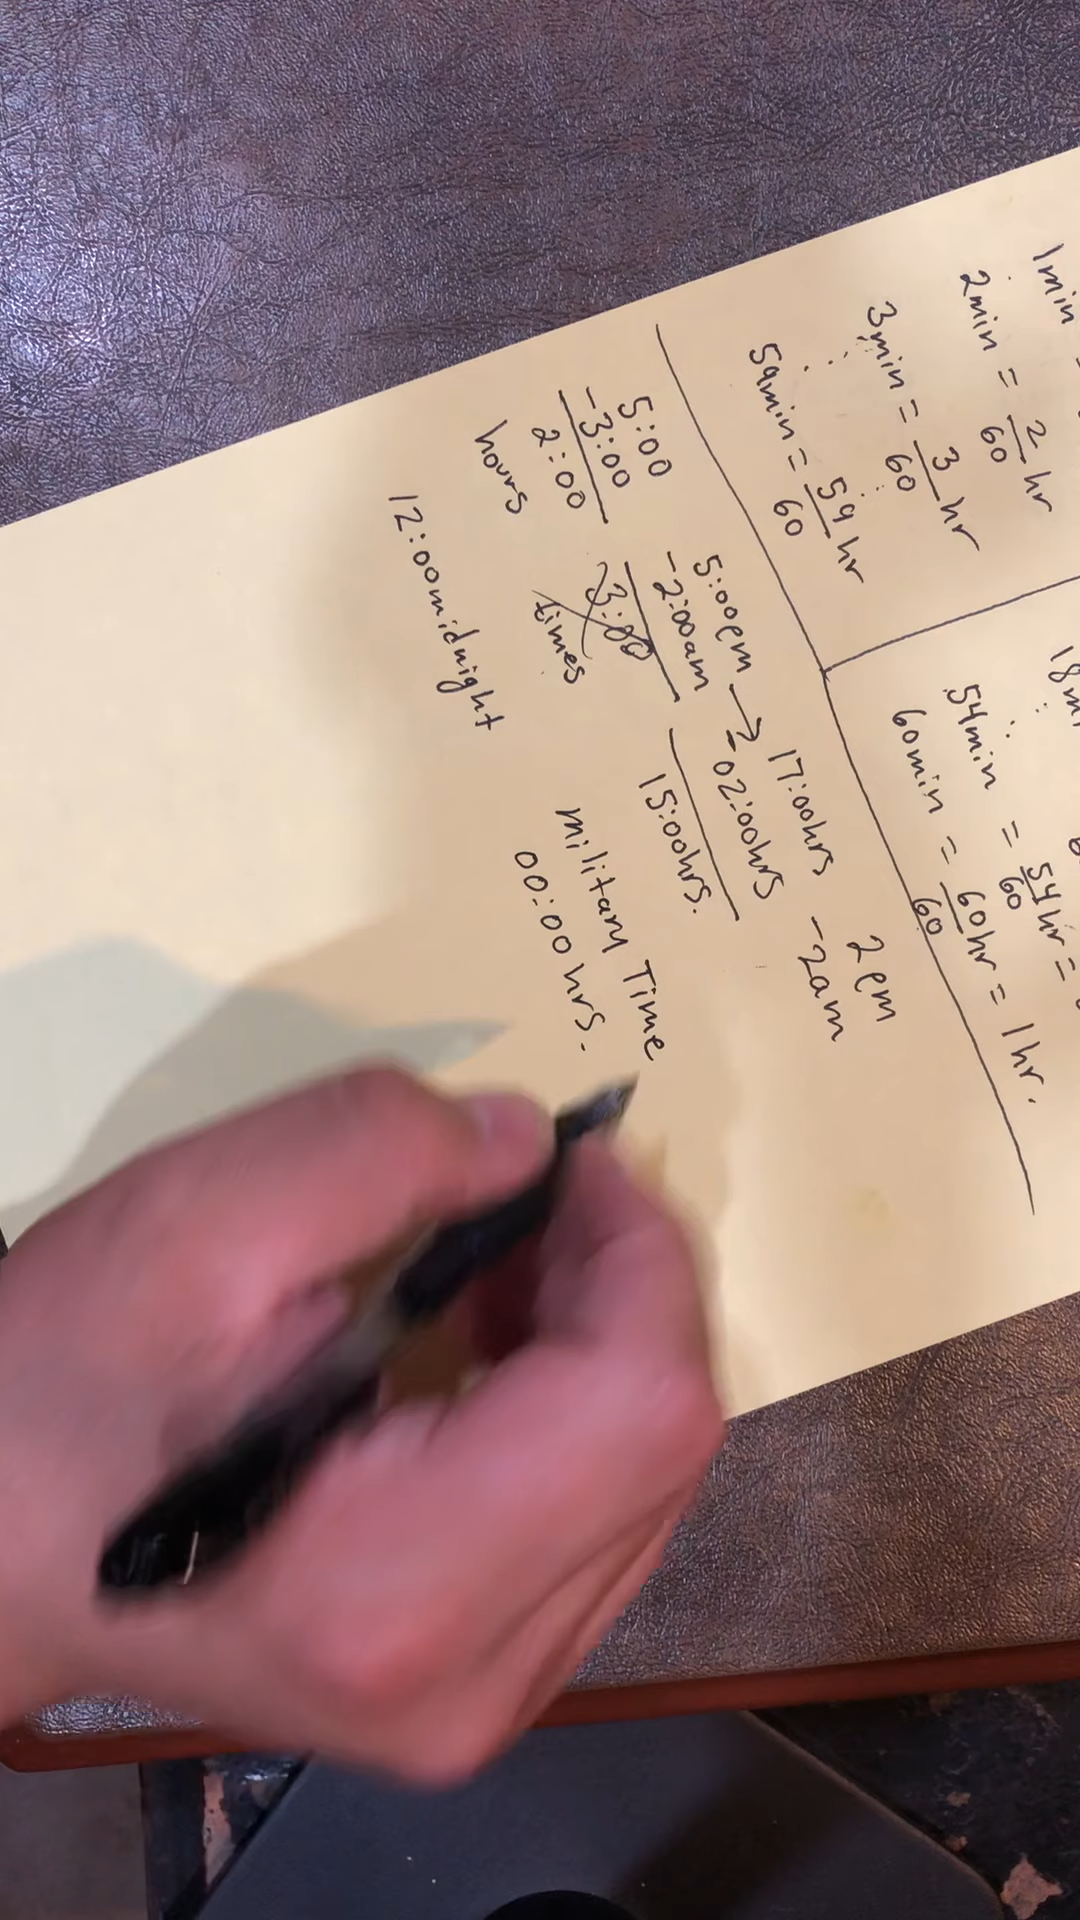 1min
2min = 2/60 hr
3min = 3/60 hr
59min = 59/60 hr
54min = 54/60 hr =
60min = 60/60 hr = 1hr.
5:00
-3:00
2:00
hours
5:00pm →
-2:00am
3:00
times
17:00hrs
-02:00hrs
15:00hrs.
2pm
-2am
military Time
12:00midnight
00:00hrs.